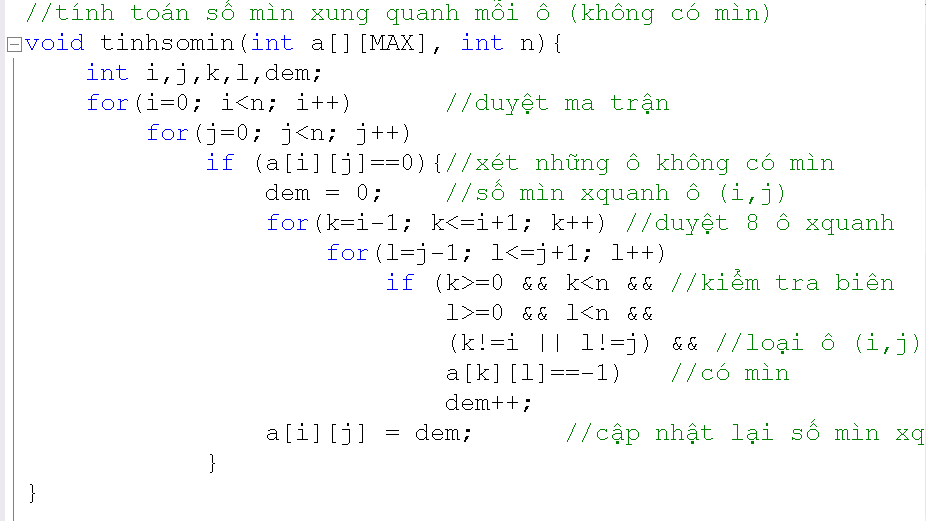 //tính toán số mìn xung quanh mỗi ô (không có mìn)
void tinhsomin(int a[][MAX], int n){
int i,j,k,l,dem;
for(i=0; i<n; i++) //duyệt ma trận
for(j=0; j<n; j++)
if (a[i][j]==0){//xét những ô không có mìn
dem = 0; //số mìn xquanh ô (i,j)
for(k=i-1; k<=i+1; k++) //duyệt 8 ô xquanh
for(l=j-1; l<=j+1; l++)
if (k>=0 && k<n && //kiểm tra biên
l>=0 && l<n &&
(k!=i || l!=j) && //loại ô (i,j)
a[k][l]==-1) //có mìn
dem++;
a[i][j] = dem; //cập nhật lại số mìn xq
}
}